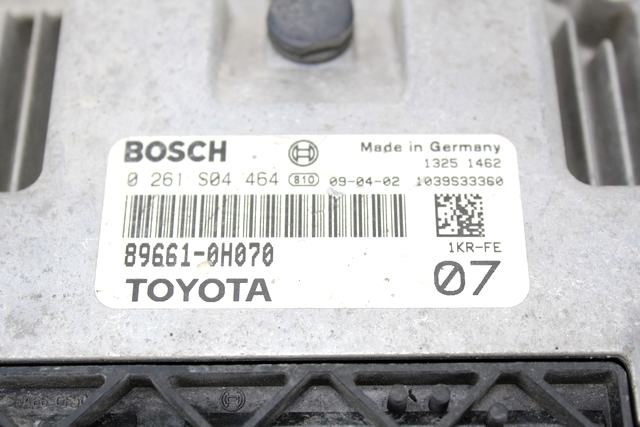 BOSCH Made in Germany
1325 1462
0 261 S04 464 810 09-04-02 1039S33360
89661-0H070 1KR-FE
TOYOTA 07